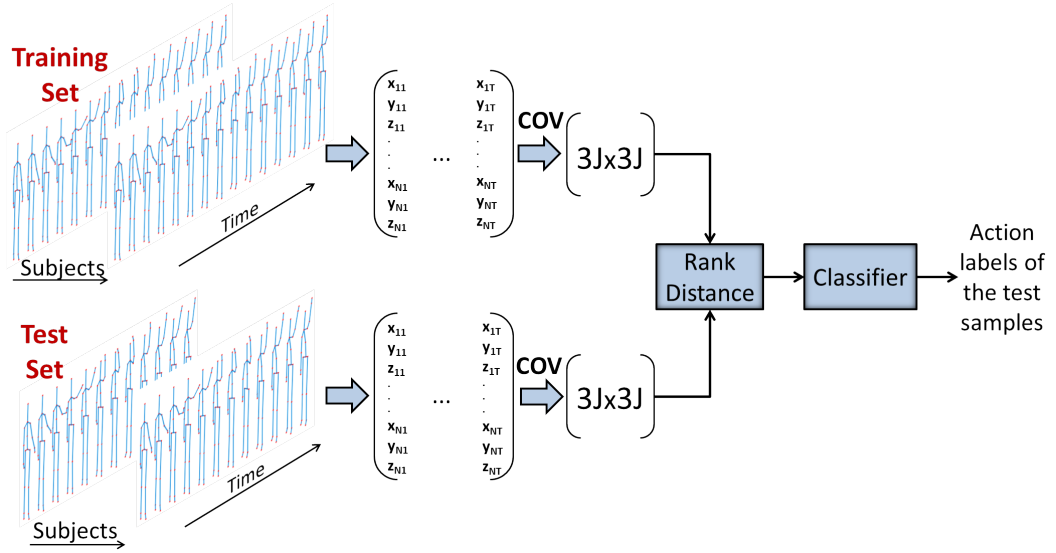 Training
Set
Subjects
Time
x11 x1T
y11 y1T
z11 z1T
. .
. ... .
. .
xN1 xNT
yN1 yNT
zN1 zNT
COV
3Jx3J
Test
Set
Subjects
Time
x11 x1T
y11 y1T
z11 z1T
. .
. ... .
. .
xN1 xNT
yN1 yNT
zN1 zNT
COV
3Jx3J
Rank
Distance
Classifier
Action
labels of
the test
samples